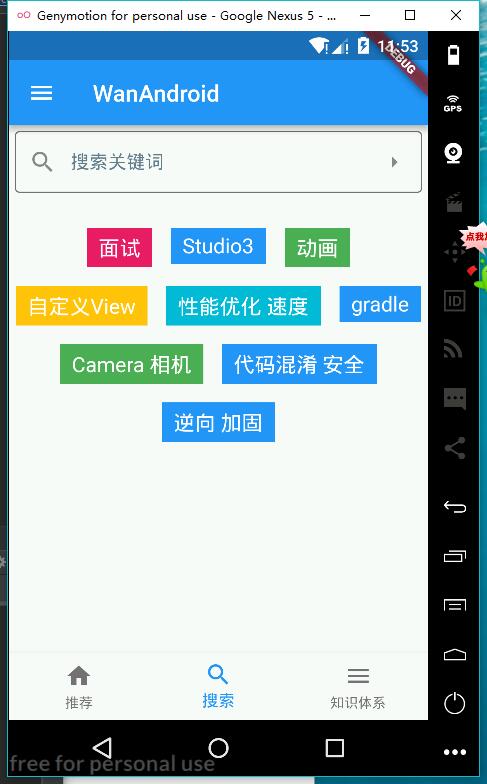 Genymotion for personal use - Google Nexus 5 - ...
11:53
DEBUG
WanAndroid
GPS
搜索关键词
面试 Studio3 动画
点我
自定义View 性能优化 速度 gradle
ID
Camera 相机 代码混淆 安全
逆向 加固
推荐 搜索 知识体系
free for personal use